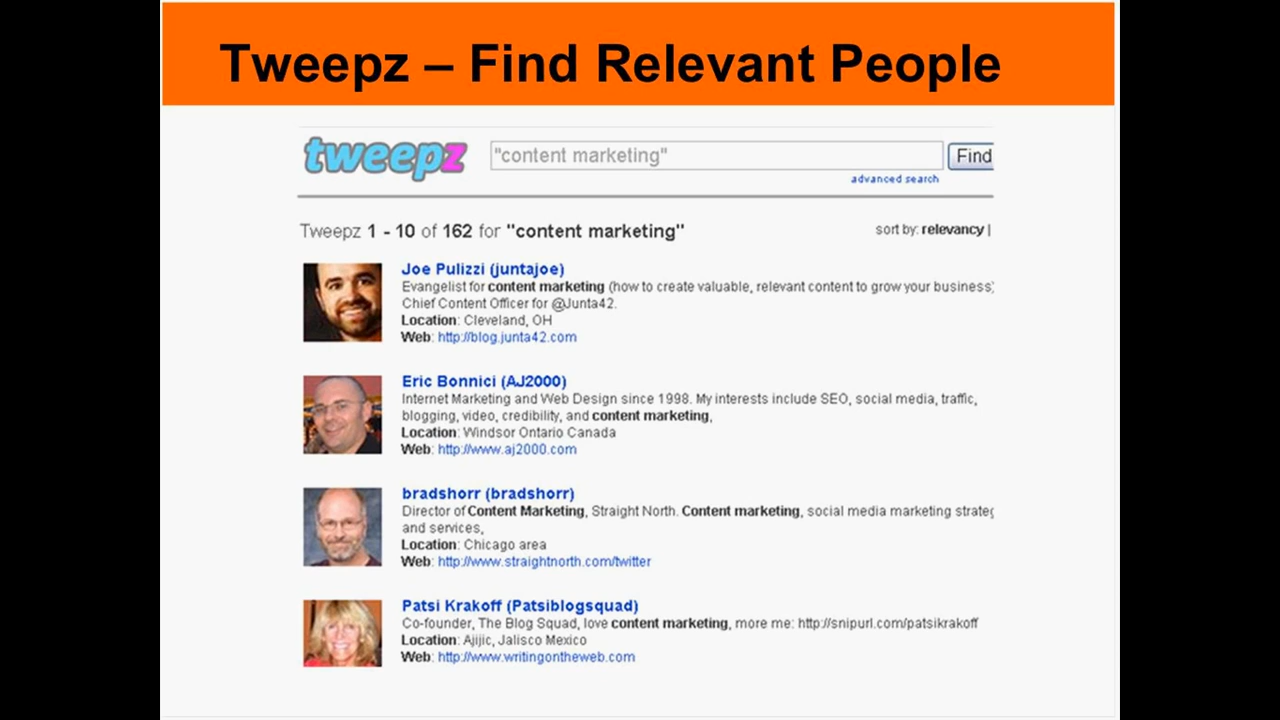 Tweepz – Find Relevant People
tweepz
"content marketing"
Find
advanced search
Tweepz 1 - 10 of 162 for "content marketing"
sort by: relevancy |
Joe Pulizzi (juntajoe)
Evangelist for content marketing (how to create valuable, relevant content to grow your business)
Chief Content Officer for @Junta42.
Location: Cleveland, OH
Web: http://blog.junta42.com
Eric Bonnici (AJ2000)
Internet Marketing and Web Design since 1998. My interests include SEO, social media, traffic,
blogging, video, credibility, and content marketing,
Location: Windsor Ontario Canada
Web: http://www.aj2000.com
bradshorr (bradshorr)
Director of Content Marketing, Straight North. Content marketing, social media marketing strateg
and services,
Location: Chicago area
Web: http://www.straightnorth.com/twitter
Patsi Krakoff (Patsiblogsquad)
Co-founder, The Blog Squad, love content marketing, more me: http://snipurl.com/patsikrakoff
Location: Ajijic, Jalisco Mexico
Web: http://www.writingontheweb.com